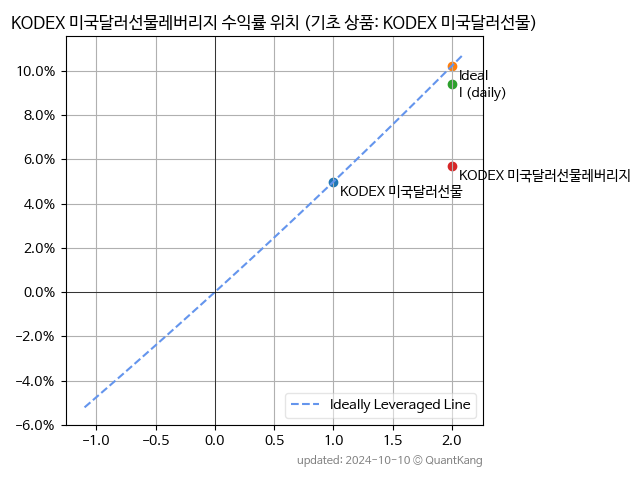 KODEX 미국달러선물레버리지 수익률 위치 (기초 상품: KODEX 미국달러선물)
10.0%
8.0%
6.0%
4.0%
2.0%
0.0%
−2.0%
−4.0%
−6.0%
Ideal
I (daily)
KODEX 미국달러선물레버리지
KODEX 미국달러선물
Ideally Leveraged Line
−1.0 −0.5 0.0 0.5 1.0 1.5 2.0
updated: 2024-10-10 © QuantKang